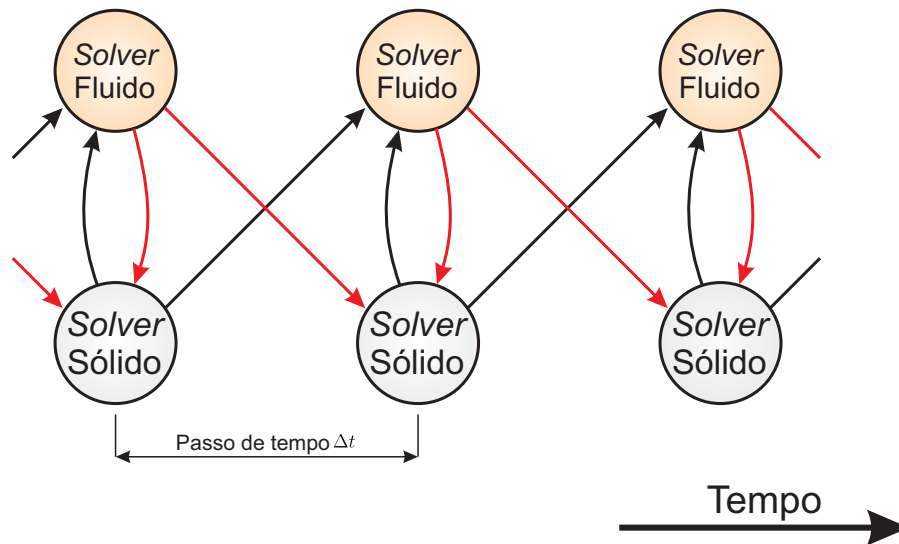 Solver
Fluido
Solver
Fluido
Solver
Fluido
Solver
Sólido
Solver
Sólido
Solver
Sólido
Passo de tempo Δt
Tempo